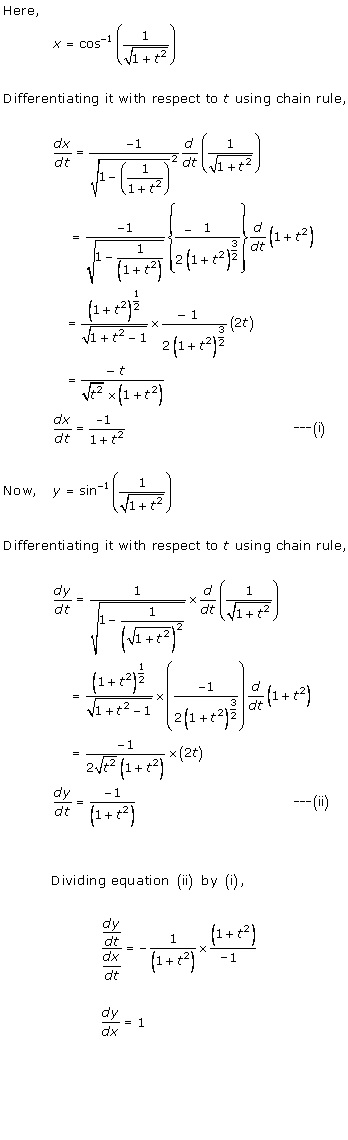 Here,
x = cos⁻¹(1/√(1+t²))
Differentiating it with respect to t using chain rule,
dx/dt = −1/√(1−(1/(1+t²))²) d/dt(1/√(1+t²))
= −1/√(1−1/(1+t²)) {− 1/(2(1+t²)^(3/2))} d/dt(1+t²)
= (1+t²)^(1/2)/√(1+t²−1) × −1/(2(1+t²)^(3/2)) (2t)
= −t/(√t² × (1+t²))
dx/dt = −1/(1+t²) ---(i)
Now, y = sin⁻¹(1/√(1+t²))
Differentiating it with respect to t using chain rule,
dy/dt = 1/√(1−1/(√(1+t²))²) × d/dt(1/√(1+t²))
= (1+t²)^(1/2)/√(1+t²−1) × (−1/(2(1+t²)^(3/2))) d/dt(1+t²)
= −1/(2√t²(1+t²)) × (2t)
dy/dt = −1/(1+t²) ---(ii)
Dividing equation (ii) by (i),
(dy/dt)/(dx/dt) = − 1/(1+t²) × (1+t²)/−1
dy/dx = 1